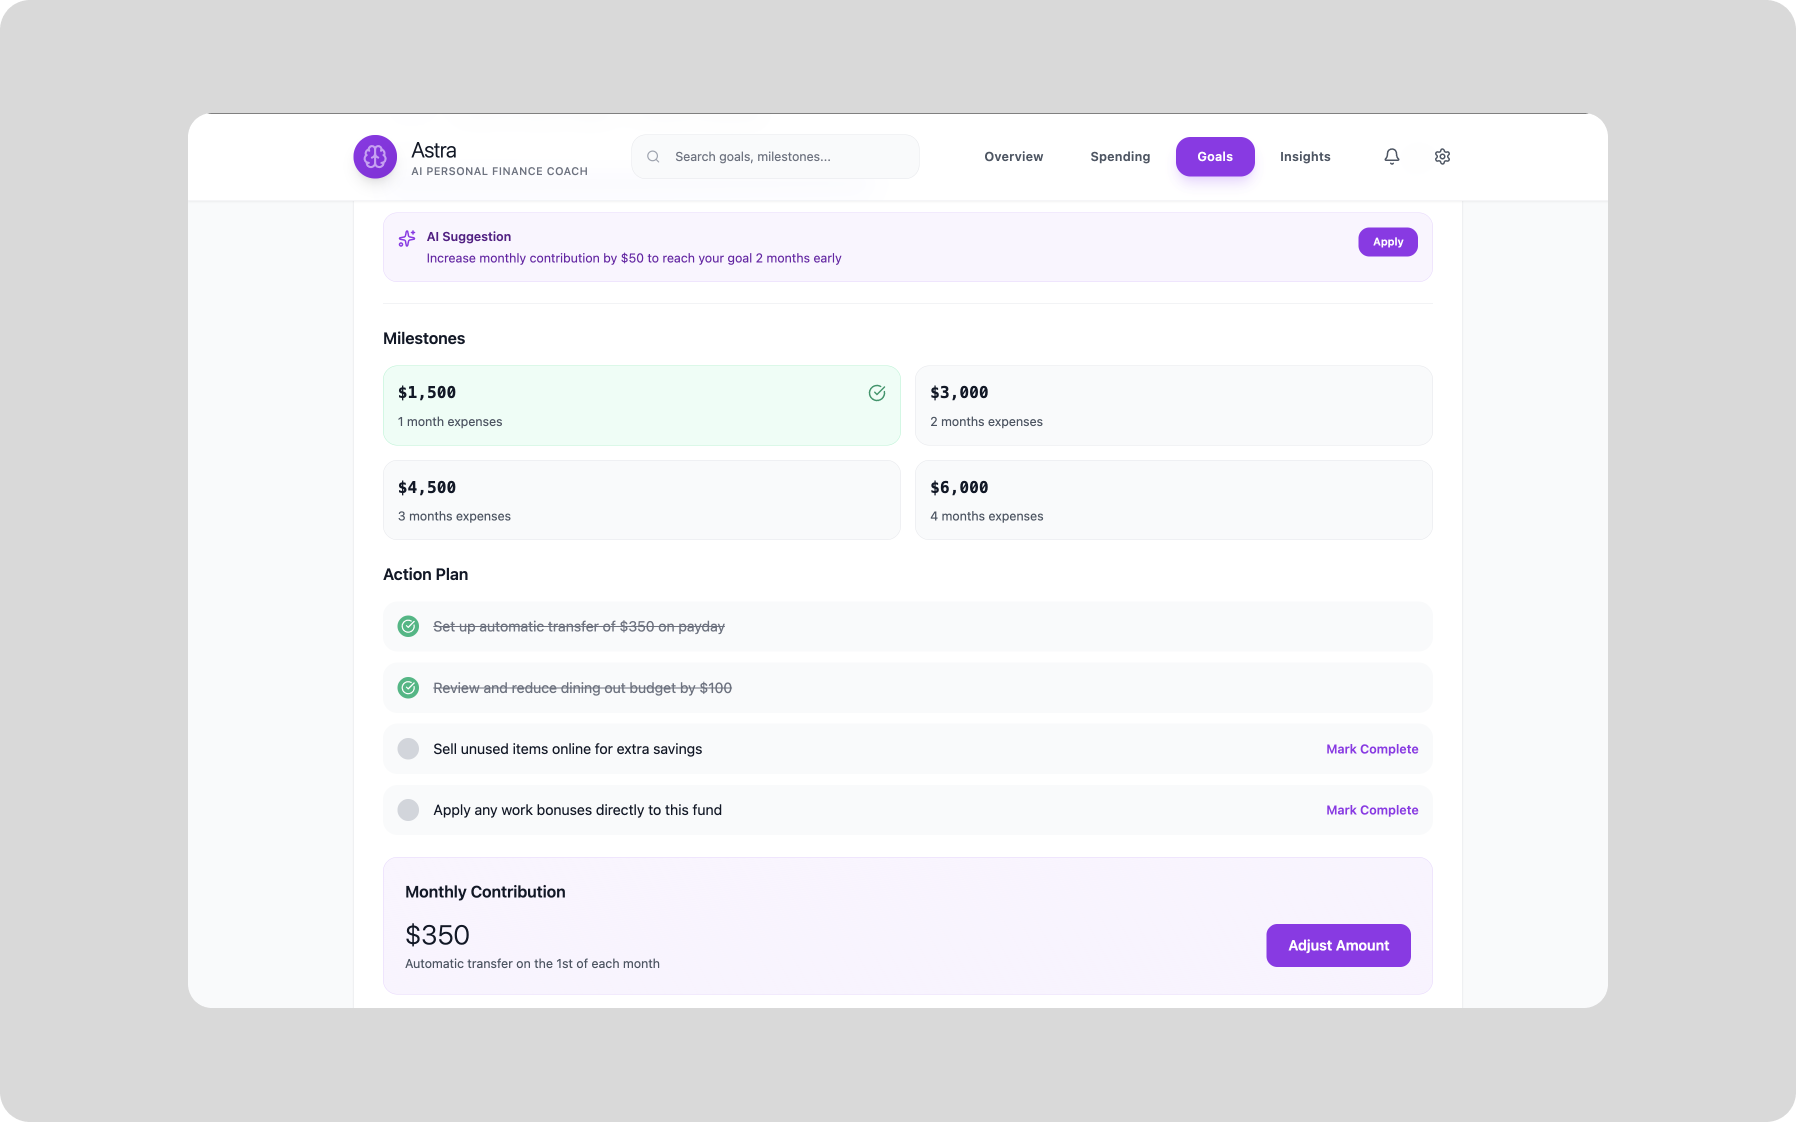 Astra
AI PERSONAL FINANCE COACH
Search goals, milestones...
Overview
Spending
Goals
Insights
AI Suggestion
Increase monthly contribution by $50 to reach your goal 2 months early
Apply
Milestones
$1,500
1 month expenses
$3,000
2 months expenses
$4,500
3 months expenses
$6,000
4 months expenses
Action Plan
Set up automatic transfer of $350 on payday
Review and reduce dining out budget by $100
Sell unused items online for extra savings
Mark Complete
Apply any work bonuses directly to this fund
Mark Complete
Monthly Contribution
$350
Automatic transfer on the 1st of each month
Adjust Amount